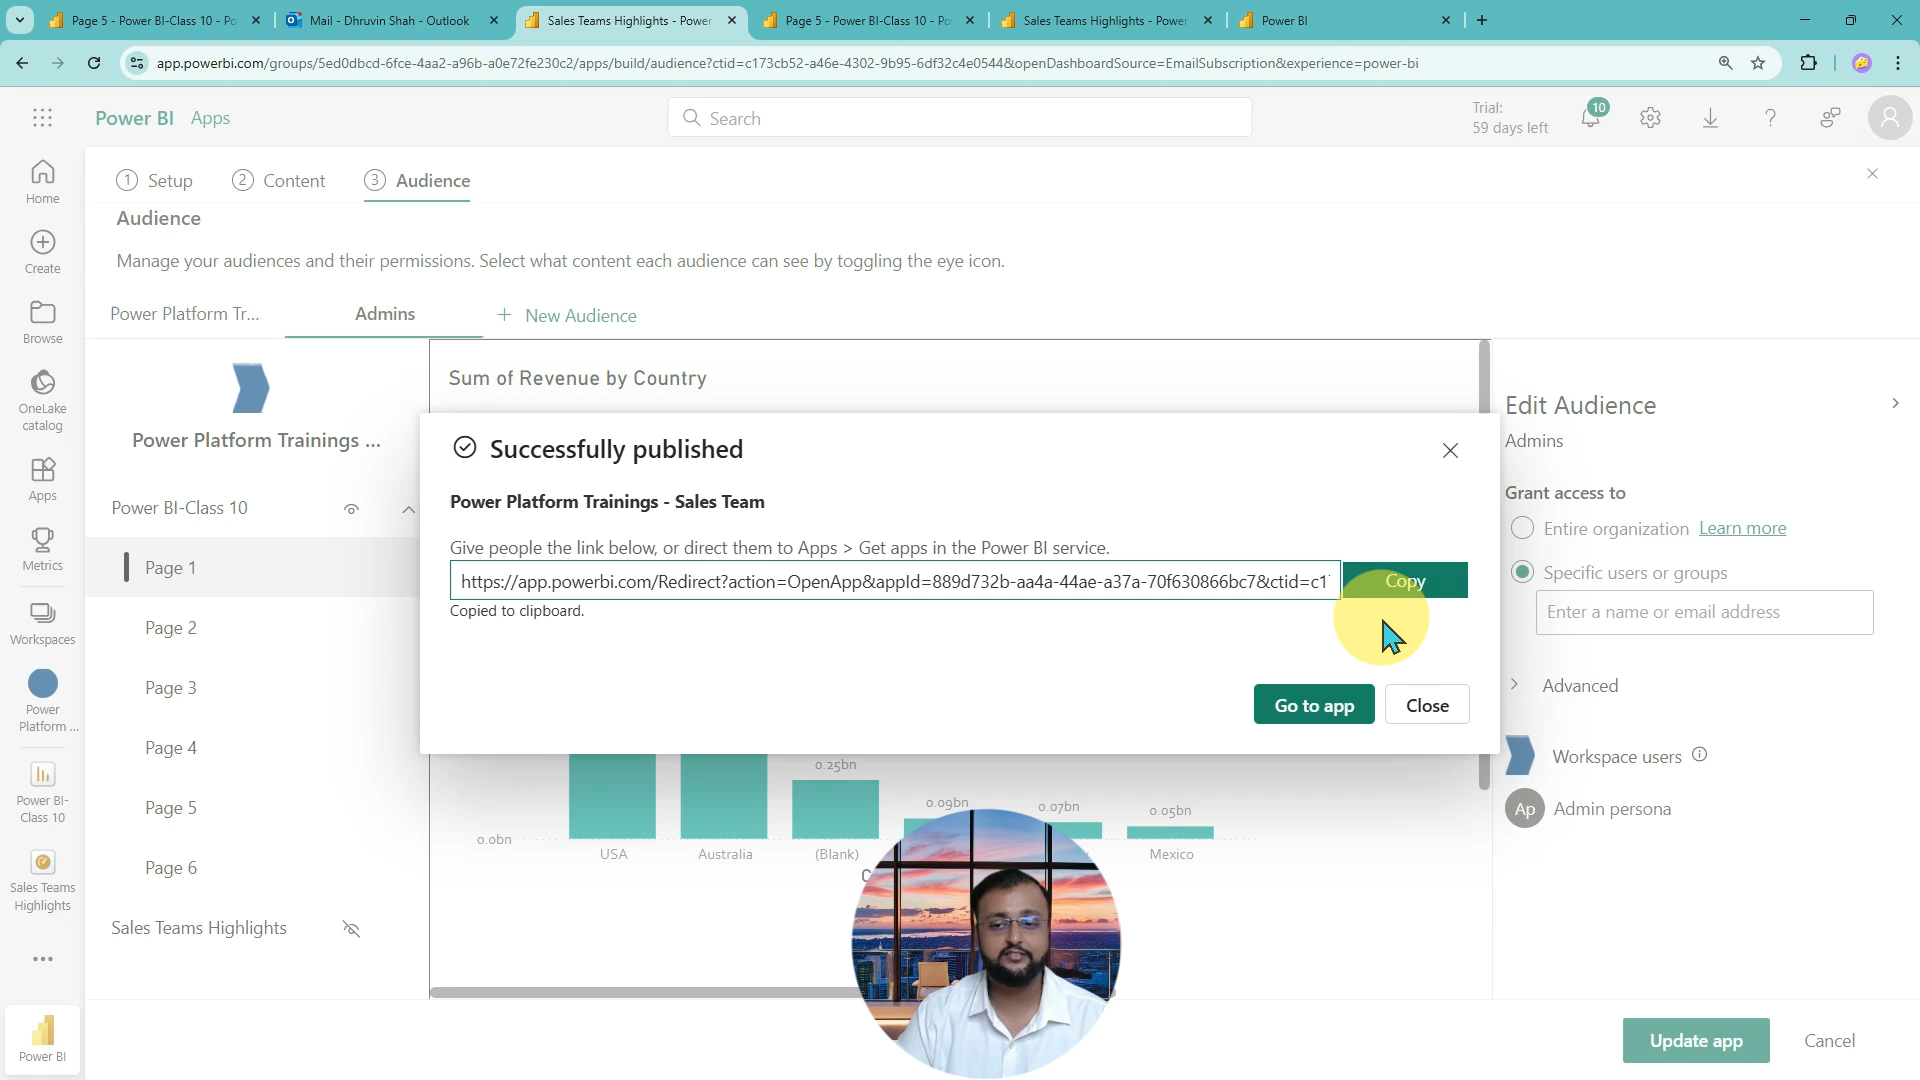 Page 5 - Power BI-Class 10 - Po
Mail - Dhruvin Shah - Outlook
Sales Teams Highlights - Power
Page 5 - Power BI-Class 10 - Po
Sales Teams Highlights - Power
Power BI
app.powerbi.com/groups/5ed0dbcd-6fce-4aa2-a96b-a0e72fe230c2/apps/build/audience?ctid=c173cb52-a46e-4302-9b95-6df32c4e0544&openDashboardSource=EmailSubscription&experience=power-bi
Power BI Apps
Search
Trial:
59 days left
10
Home
Create
Browse
OneLake
catalog
Apps
Metrics
Workspaces
Power
Platform ...
Power BI-
Class 10
Sales Teams
Highlights
Power BI
1 Setup
2 Content
3 Audience
Audience
Manage your audiences and their permissions. Select what content each audience can see by toggling the eye icon.
Power Platform Tr...
Admins
New Audience
Power Platform Trainings ...
Power BI-Class 10
Page 1
Page 2
Page 3
Page 4
Page 5
Page 6
Sales Teams Highlights
Sum of Revenue by Country
Successfully published
Power Platform Trainings - Sales Team
Give people the link below, or direct them to Apps > Get apps in the Power BI service.
https://app.powerbi.com/Redirect?action=OpenApp&appId=889d732b-aa4a-44ae-a37a-70f630866bc7&ctid=c1
Copy
Copied to clipboard.
Go to app
Close
0.25bn
0.09bn
0.07bn
0.05bn
0.0bn
USA
Australia
(Blank)
Mexico
Edit Audience
Admins
Grant access to
Entire organization Learn more
Specific users or groups
Enter a name or email address
Advanced
Workspace users
Ap
Admin persona
Update app
Cancel